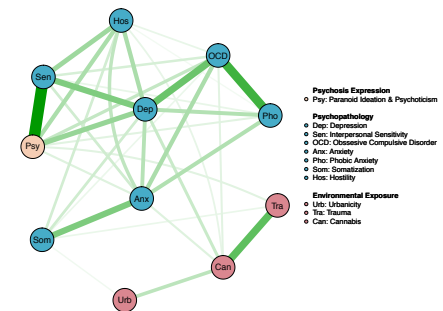 Hos
Sen
OCD
Dep
Pho
Psy
Anx
Tra
Som
Can
Urb
Psychosis Expression
Psy: Paranoid Ideation & Psychoticism
Psychopathology
Dep: Depression
Sen: Interpersonal Sensitivity
OCD: Obssesive Compulsive Disorder
Anx: Anxiety
Pho: Phobic Anxiety
Som: Somatization
Hos: Hostility
Environmental Exposure
Urb: Urbanicity
Tra: Trauma
Can: Cannabis